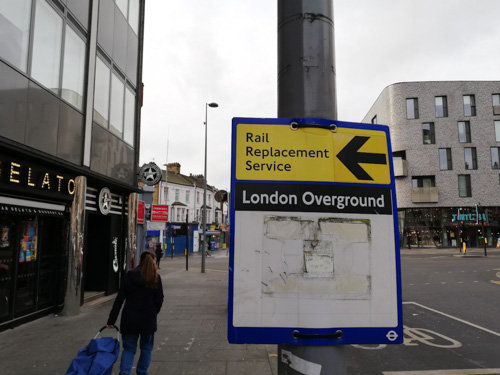 Rail
Replacement
Service
London Overground
ELATO